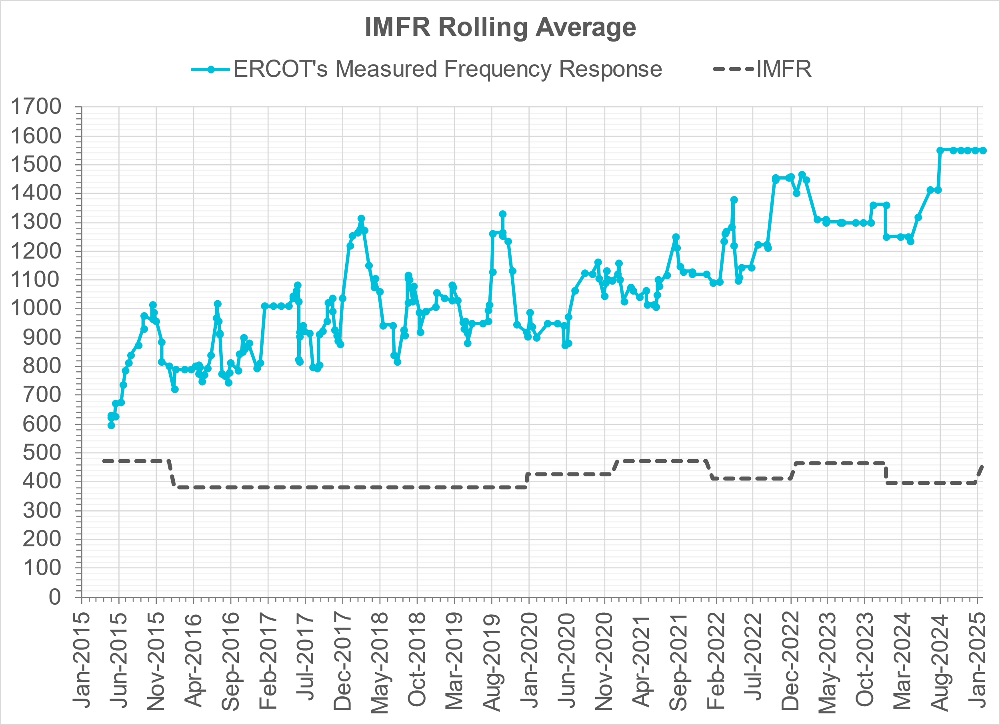 IMFR Rolling Average
ERCOT's Measured Frequency Response IMFR
1700
1600
1500
1400
1300
1200
1100
1000
900
800
700
600
500
400
300
200
100
0
Jan-2015
Jun-2015
Nov-2015
Apr-2016
Sep-2016
Feb-2017
Jul-2017
Dec-2017
May-2018
Oct-2018
Mar-2019
Aug-2019
Jan-2020
Jun-2020
Nov-2020
Apr-2021
Sep-2021
Feb-2022
Jul-2022
Dec-2022
May-2023
Oct-2023
Mar-2024
Aug-2024
Jan-2025